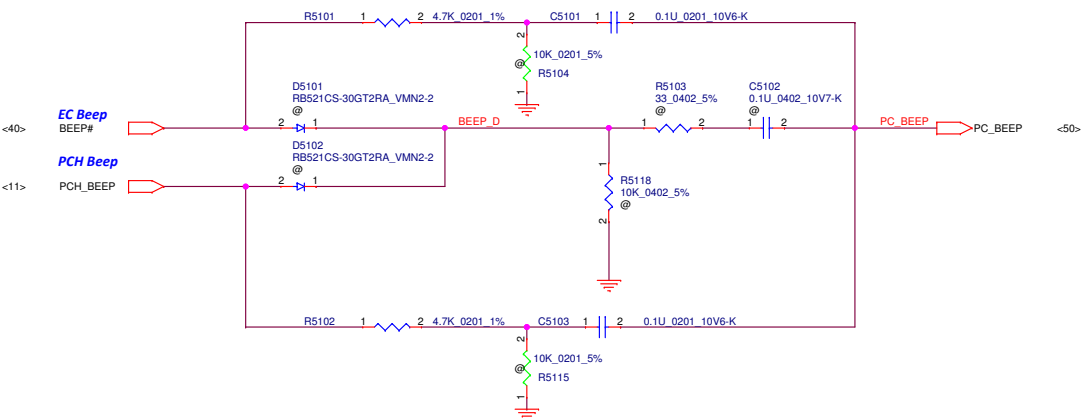 R5101 1 2 4.7K_0201_1% C5101 1 2 0.1U_0201_10V6-K
2
10K_0201_5%
@
R5104
1
D5101
RB521CS-30GT2RA_VMN2-2
@
R5103
33_0402_5%
@
C5102
0.1U_0402_10V7-K
@
EC Beep
<40> BEEP# 2 1 BEEP_D 1 2 1 2 PC_BEEP PC_BEEP <50>
D5102
RB521CS-30GT2RA_VMN2-2
@
PCH Beep
<11> PCH_BEEP 2 1
1
R5118
10K_0402_5%
@
2
R5102 1 2 4.7K_0201_1% C5103 1 2 0.1U_0201_10V6-K
2
10K_0201_5%
@
R5115
1